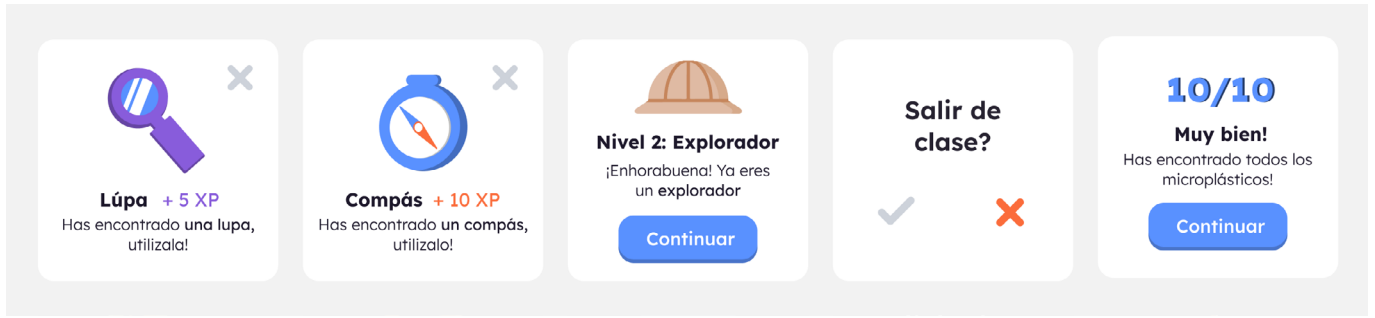 Lúpa + 5 XP
Has encontrado una lupa,
utilizala!
Compás + 10 XP
Has encontrado un compás,
utilizalo!
Nivel 2: Explorador
¡Enhorabuena! Ya eres
un explorador
Continuar
Salir de
clase?
10/10
Muy bien!
Has encontrado todos los
microplásticos!
Continuar